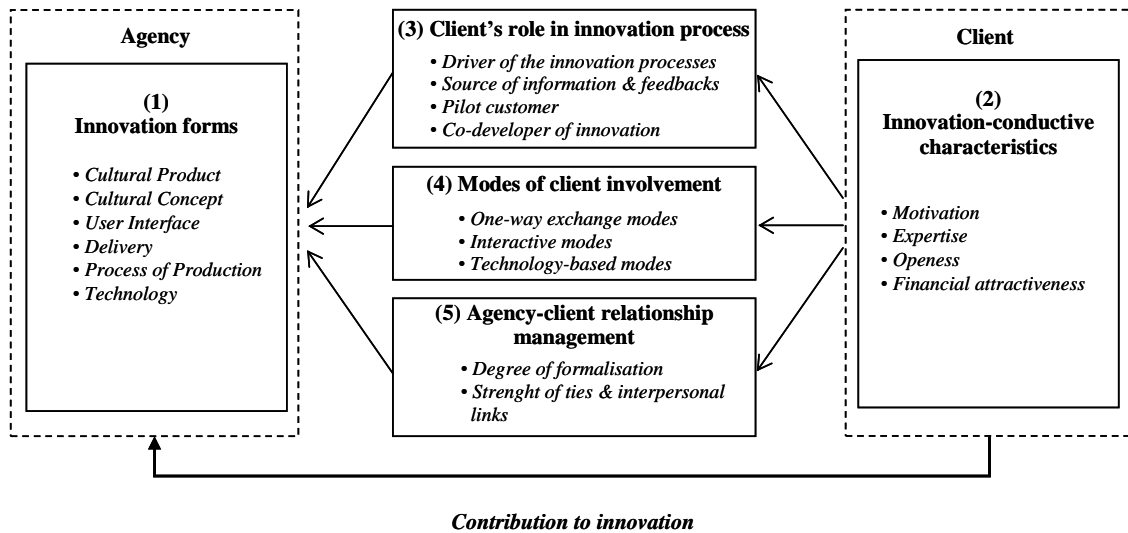 Agency
(1)
Innovation forms
• Cultural Product
• Cultural Concept
• User Interface
• Delivery
• Process of Production
• Technology
(3) Client's role in innovation process
• Driver of the innovation processes
• Source of information & feedbacks
• Pilot customer
• Co-developer of innovation
(4) Modes of client involvement
• One-way exchange modes
• Interactive modes
• Technology-based modes
(5) Agency-client relationship
management
• Degree of formalisation
• Strenght of ties & interpersonal
links
Client
(2)
Innovation-conductive
characteristics
• Motivation
• Expertise
• Openess
• Financial attractiveness
Contribution to innovation